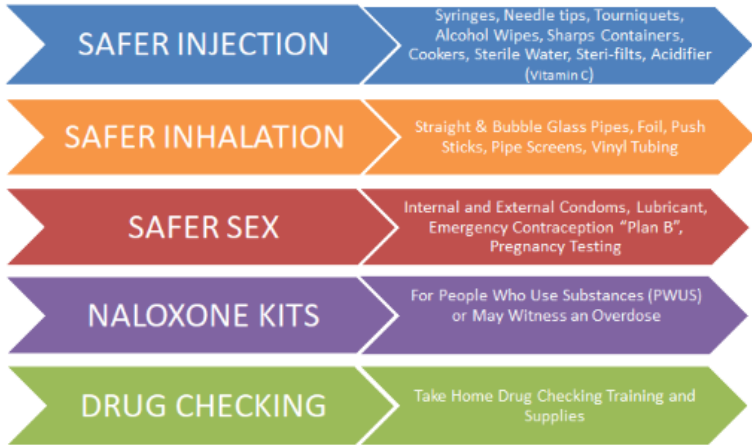 SAFER INJECTION
Syringes, Needle tips, Tourniquets,
Alcohol Wipes, Sharps Containers,
Cookers, Sterile Water, Steri-filts, Acidifier
(Vitamin C)
SAFER INHALATION
Straight & Bubble Glass Pipes, Foil, Push
Sticks, Pipe Screens, Vinyl Tubing
SAFER SEX
Internal and External Condoms, Lubricant,
Emergency Contraception “Plan B”,
Pregnancy Testing
NALOXONE KITS
For People Who Use Substances (PWUS)
or May Witness an Overdose
DRUG CHECKING
Take Home Drug Checking Training and
Supplies